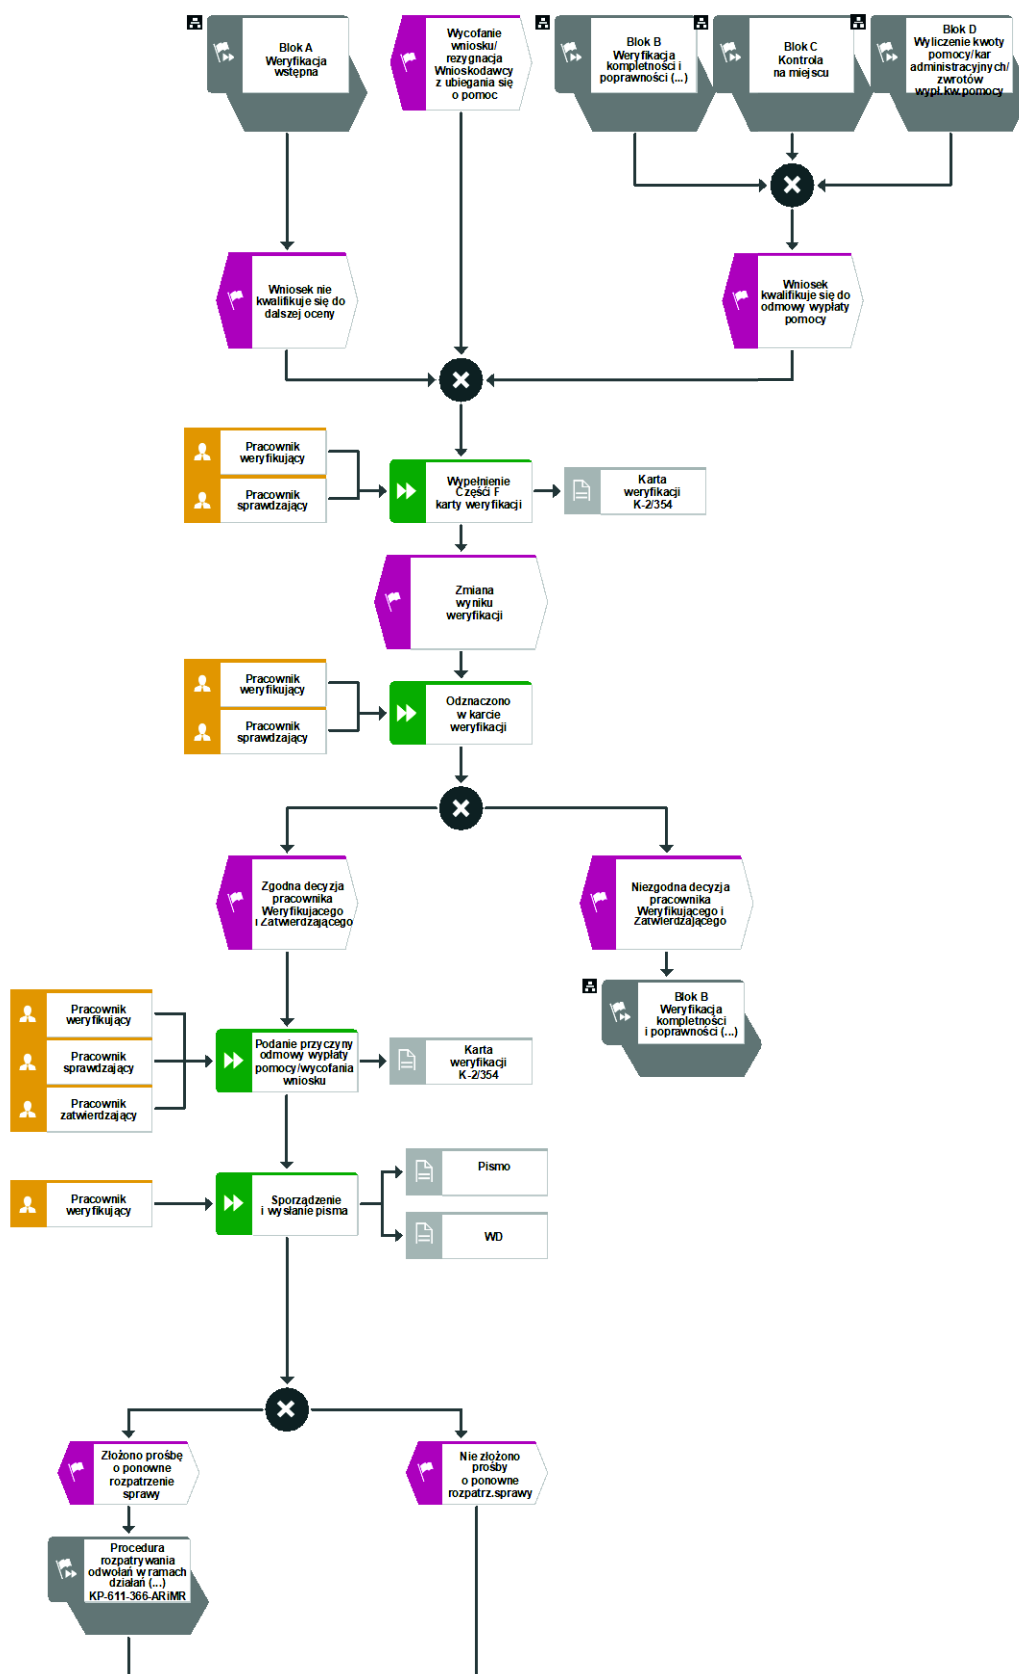 Blok A
Weryfikacja
wstępna
Wycofanie
wniosku/
rezygnacja
Wnioskodawcy
z ubiegania się
o pomoc
Blok B
Weryfikacja
kompletności i
poprawności (...)
Blok C
Kontrola
na miejscu
Blok D
Wyliczenie kwoty
pomocy/kar
administracyjnych/
zwrotów
wypł.kw.pomocy
Wniosek nie
kwalifikuje się do
dalszej oceny
Wniosek
kwalifikuje się do
odmowy wypłaty
pomocy
Pracownik
weryfikujący
Pracownik
sprawdzający
Wypełnienie
Części F
karty weryfikacji
Karta
weryfikacji
K-2/354
Zmiana
wyniku
weryfikacji
Pracownik
weryfikujący
Pracownik
sprawdzający
Odznaczono
w karcie
weryfikacji
Zgodna decyzja
pracownika
Weryfikujacego
i Zatwierdzającego
Niezgodna decyzja
pracownika
Weryfikującego i
Zatwierdzającego
Blok B
Weryfikacja
kompletności
i poprawności (...)
Pracownik
weryfikujący
Pracownik
sprawdzający
Pracownik
zatwierdzający
Podanie przyczyny
odmowy wypłaty
pomocy/wycofania
wniosku
Karta
weryfikacji
K-2/354
Pracownik
weryfikujący
Sporządzenie
i wysłanie pisma
Pismo
WD
Złożono prośbę
o ponowne
rozpatrzenie
sprawy
Nie złożono
prośby
o ponowne
rozpatrz.sprawy
Procedura
rozpatrywania
odwołań w ramach
działań (...)
KP-611-366-ARiMR